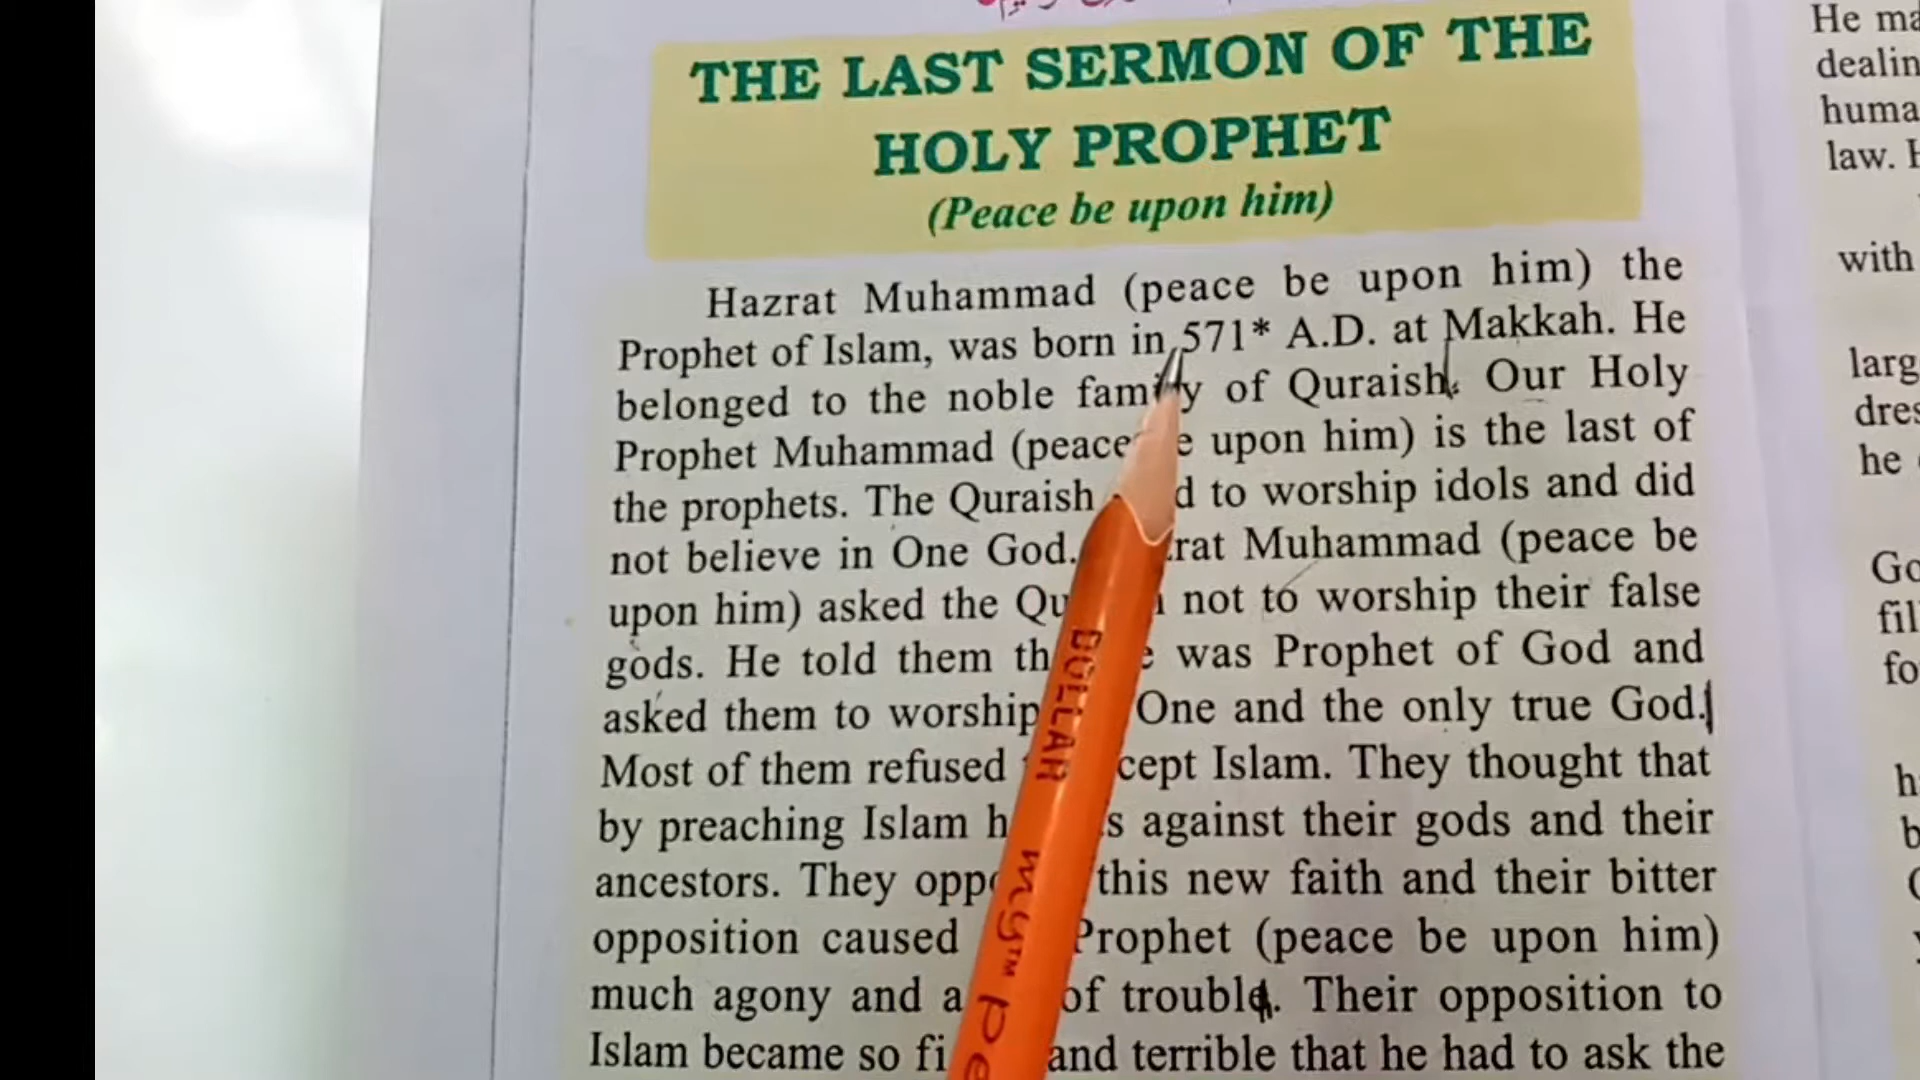 THE LAST SERMON OF THE
HOLY PROPHET
(Peace be upon him)
Hazrat Muhammad (peace be upon him) the
Prophet of Islam, was born in 571* A.D. at Makkah. He
belonged to the noble family of Quraish. Our Holy
Prophet Muhammad (peace upon him) is the last of
the prophets. The Quraish to worship idols and did
not believe in One God. Muhammad (peace be
upon him) asked the not to worship their false
gods. He told them was Prophet of God and
asked them to worship One and the only true God.
Most of them refused Islam. They thought that
by preaching Islam against their gods and their
ancestors. They this new faith and their bitter
opposition caused Prophet (peace be upon him)
much agony and a of trouble. Their opposition to
Islam became so and terrible that he had to ask the
He
law.
with
he
DOLLAR my™ pe